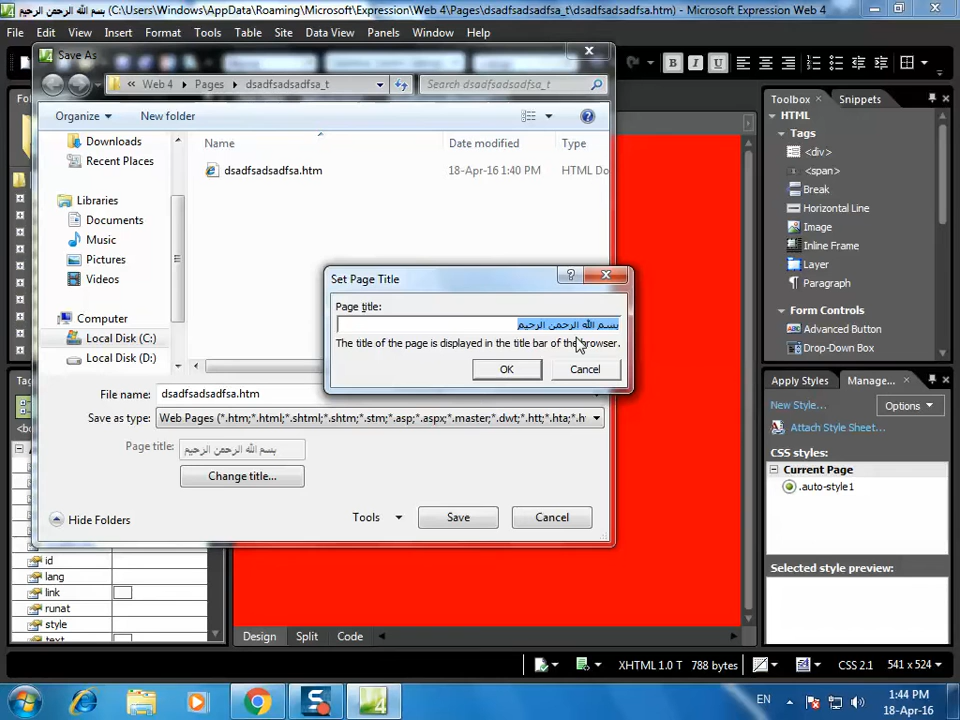 بسم الله الرحمن الرحيم (C:\Users\Windows\AppData\Roaming\Microsoft\Expression\Web 4\Pages\dsadfsadsadfsa_t\dsadfsadsadfsa.htm) - Microsoft Expression Web 4
File Edit View Insert Format Tools Table Site Data View Panels Window Help
Save As
B I U
« Web 4 Pages dsadfsadsadfsa_t
Search dsadfsadsadfsa_t
Organize New folder
Downloads
Recent Places
Libraries
Documents
Music
Pictures
Videos
Computer
Local Disk (C:)
Local Disk (D:)
Name Date modified Type
dsadfsadsadfsa.htm 18-Apr-16 1:40 PM HTML Do
Set Page Title
Page title:
بسم الله الرحمن الرحيم
The title of the page is displayed in the title bar of the browser.
OK Cancel
File name: dsadfsadsadfsa.htm
Save as type: Web Pages (*.htm;*.html;*.shtml;*.shtm;*.stm;*.asp;*.aspx;*.master;*.dwt;*.htt;*.hta;*.h
Page title: بسم الله الرحمن الرحيم
Change title...
Hide Folders Tools Save Cancel
id
lang
link
runat
style
text
Design Split Code
Toolbox Snippets
HTML
Tags
<div>
<span>
Break
Horizontal Line
Image
Inline Frame
Layer
Paragraph
Form Controls
Advanced Button
Drop-Down Box
Apply Styles Manage...
New Style... Options
Attach Style Sheet...
CSS styles:
Current Page
.auto-style1
Selected style preview:
XHTML 1.0 T 788 bytes CSS 2.1 541 x 524
EN 1:44 PM
18-Apr-16